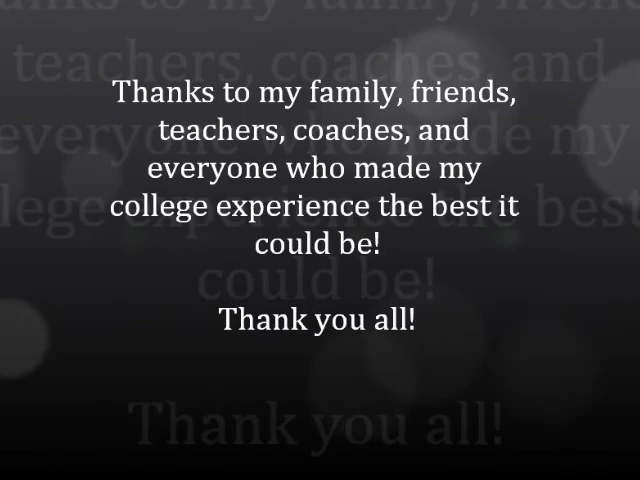 Thanks to my family, friends,
teachers, coaches, and
everyone who made my
college experience the best it
could be!
Thank you all!